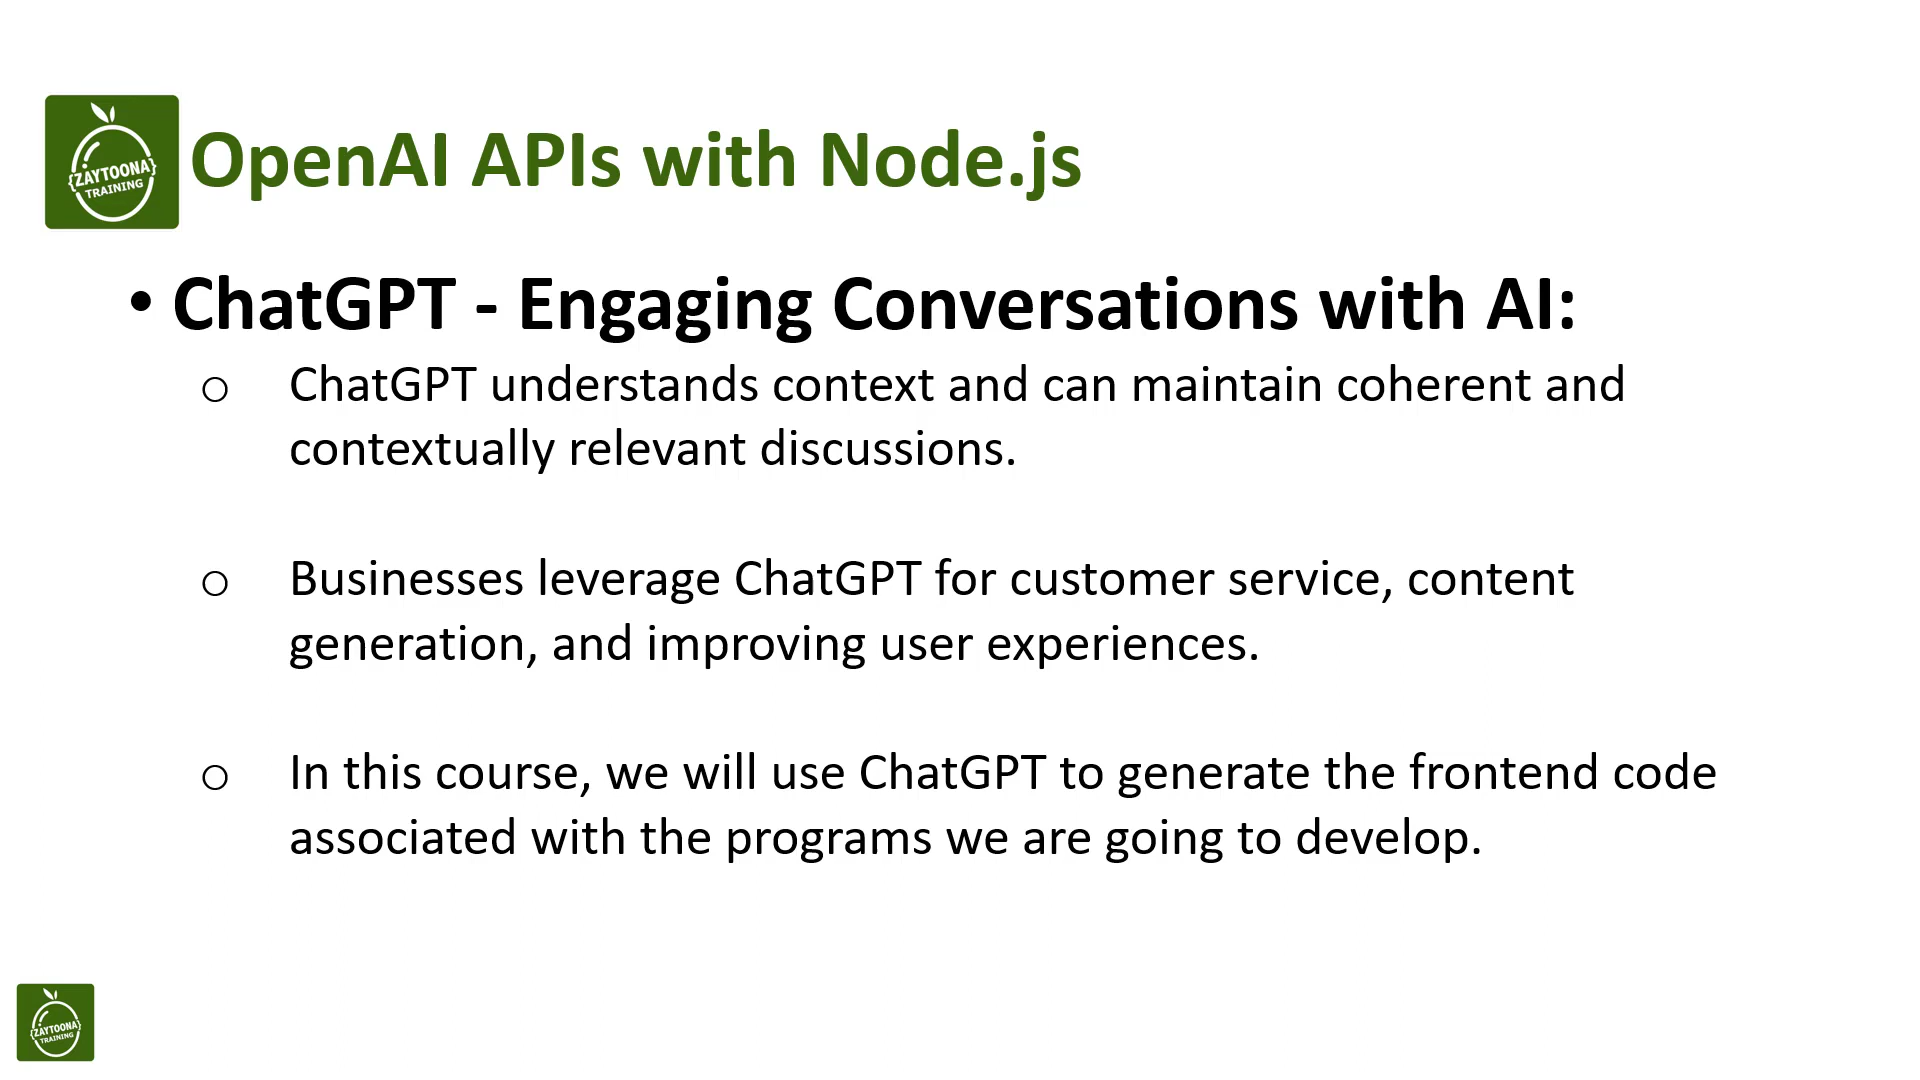 {ZAYTOONA}
TRAINING
OpenAI APIs with Node.js
• ChatGPT - Engaging Conversations with AI:
o ChatGPT understands context and can maintain coherent and
contextually relevant discussions.
o Businesses leverage ChatGPT for customer service, content
generation, and improving user experiences.
o In this course, we will use ChatGPT to generate the frontend code
associated with the programs we are going to develop.
{ZAYTOONA}
TRAINING